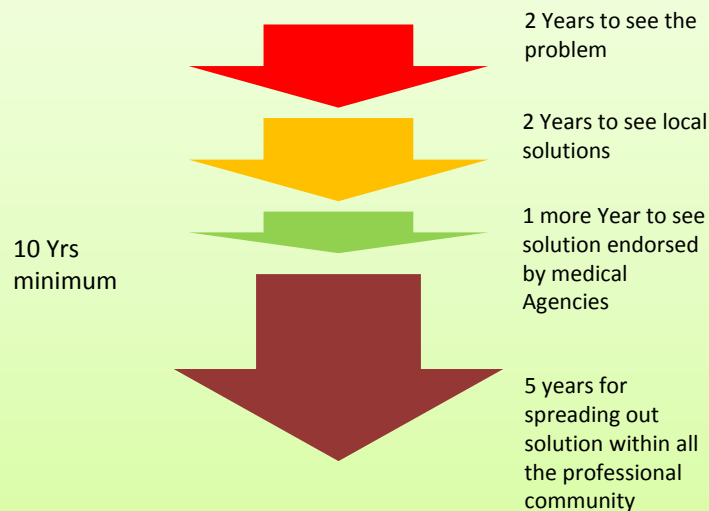 2 Years to see the
problem
2 Years to see local
solutions
10 Yrs
minimum
1 more Year to see
solution endorsed
by medical
Agencies
5 years for
spreading out
solution within all
the professional
community